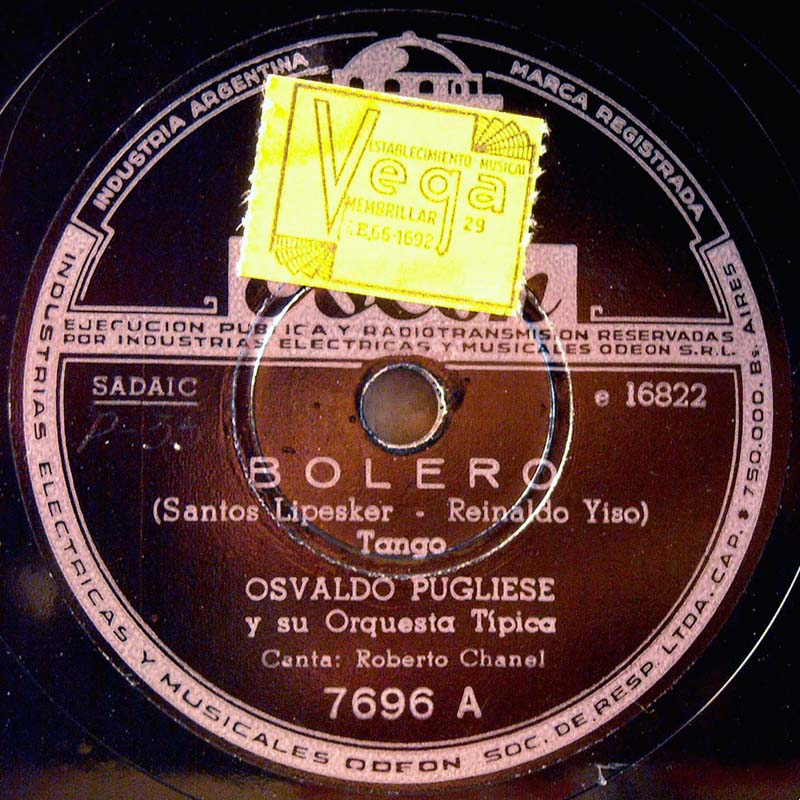 INDUSTRIA ARGENTINA
MARCA REGISTRADA
Vega
ESTABLECIMIENTO MUSICAL
MEMBRILLAR 29
T.E. 66-1692
EJECUCION PUBLICA Y RADIOTRANSMISION RESERVADAS
POR INDUSTRIAS ELECTRICAS Y MUSICALES ODEON S.R.L.
SADAIC
e 16822
BOLERO
(Santos Lipesker - Reinaldo Yiso)
Tango
OSVALDO PUGLIESE
y su Orquesta Típica
Canta: Roberto Chanel
7696 A
INDUSTRIAS ELECTRICAS Y MUSICALES ODEON SOC. DE RESP. LTDA. CAP. $ 750.000. Bs. AIRES